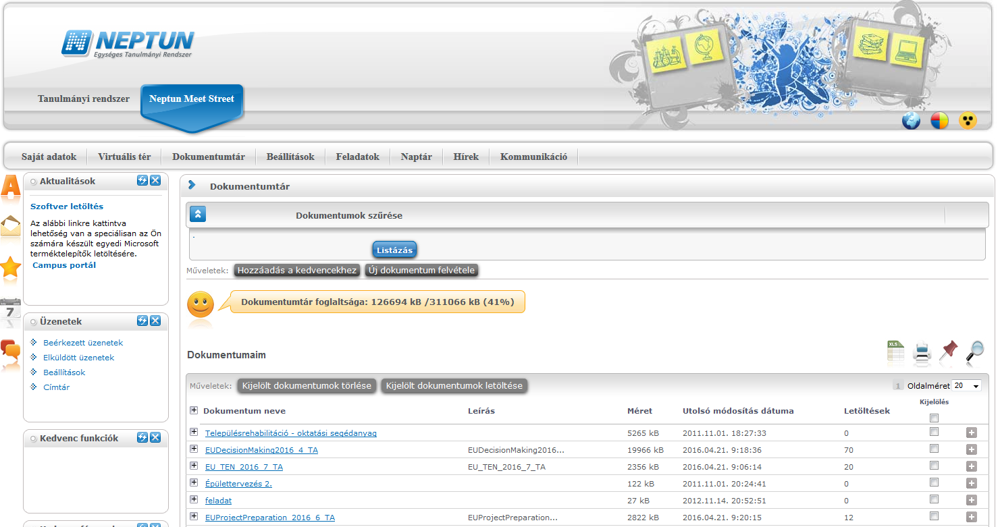 NEPTUN
Egységes Tanulmányi Rendszer
Tanulmányi rendszer
Neptun Meet Street
Saját adatok
Virtuális tér
Dokumentumtár
Beállítások
Feladatok
Naptár
Hírek
Kommunikáció
Aktualitások
Szoftver letöltés
Az alábbi linkre kattintva
lehetőség van a speciálisan az Ön
számára készült egyedi Microsoft
terméktelepítők letöltésére.
Campus portál
7
Üzenetek
Beérkezett üzenetek
Elküldött üzenetek
Beállítások
Címtár
Kedvenc funkciók
Dokumentumtár
Dokumentumok szűrése
.
Listázás
Műveletek: Hozzáadás a kedvencekhez Új dokumentum felvétele
Dokumentumtár foglaltsága: 126694 kB /311066 kB (41%)
Dokumentumaim
XLS
Műveletek: Kijelölt dokumentumok törlése Kijelölt dokumentumok letöltése 1 Oldalméret 20
Dokumentum neve Leírás Méret Utolsó módosítás dátuma Letöltések Kijelölés
Településrehabilitáció - oktatási segédanyag 5265 kB 2011.11.01. 18:27:33 0
EUDecisionMaking2016_4_TA EUDecisionMaking2016... 19966 kB 2016.04.21. 9:18:36 70
EU_TEN_2016_7_TA EU_TEN_2016_7_TA 2356 kB 2016.04.21. 9:06:14 20
Épülettervezés 2. 122 kB 2011.11.01. 20:24:41 0
feladat 27 kB 2012.11.14. 20:52:51 0
EUProjectPreparation_2016_6_TA EUProjectPreparation... 2822 kB 2016.04.21. 9:20:15 12